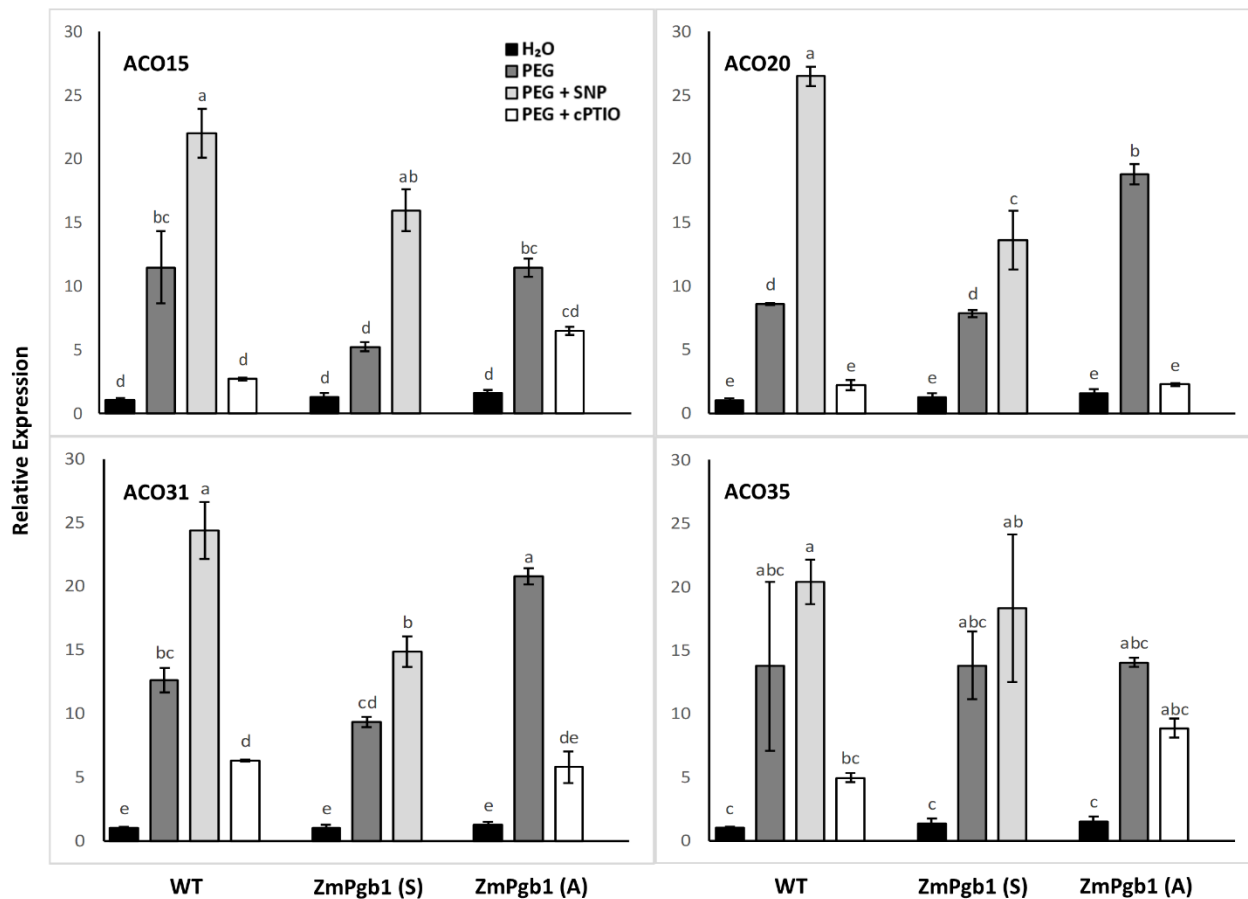 Relative Expression
ACO15
H₂O
PEG
PEG + SNP
PEG + cPTIO
30
25
20
15
10
5
0
d
bc
a
d
d
d
ab
d
bc
cd
ACO20
30
25
20
15
10
5
0
e
d
a
e
e
d
c
e
b
e
ACO31
30
25
20
15
10
5
0
e
bc
a
d
e
cd
b
e
a
de
ACO35
30
25
20
15
10
5
0
c
abc
a
bc
c
abc
ab
c
abc
abc
WT ZmPgb1 (S) ZmPgb1 (A)
WT ZmPgb1 (S) ZmPgb1 (A)